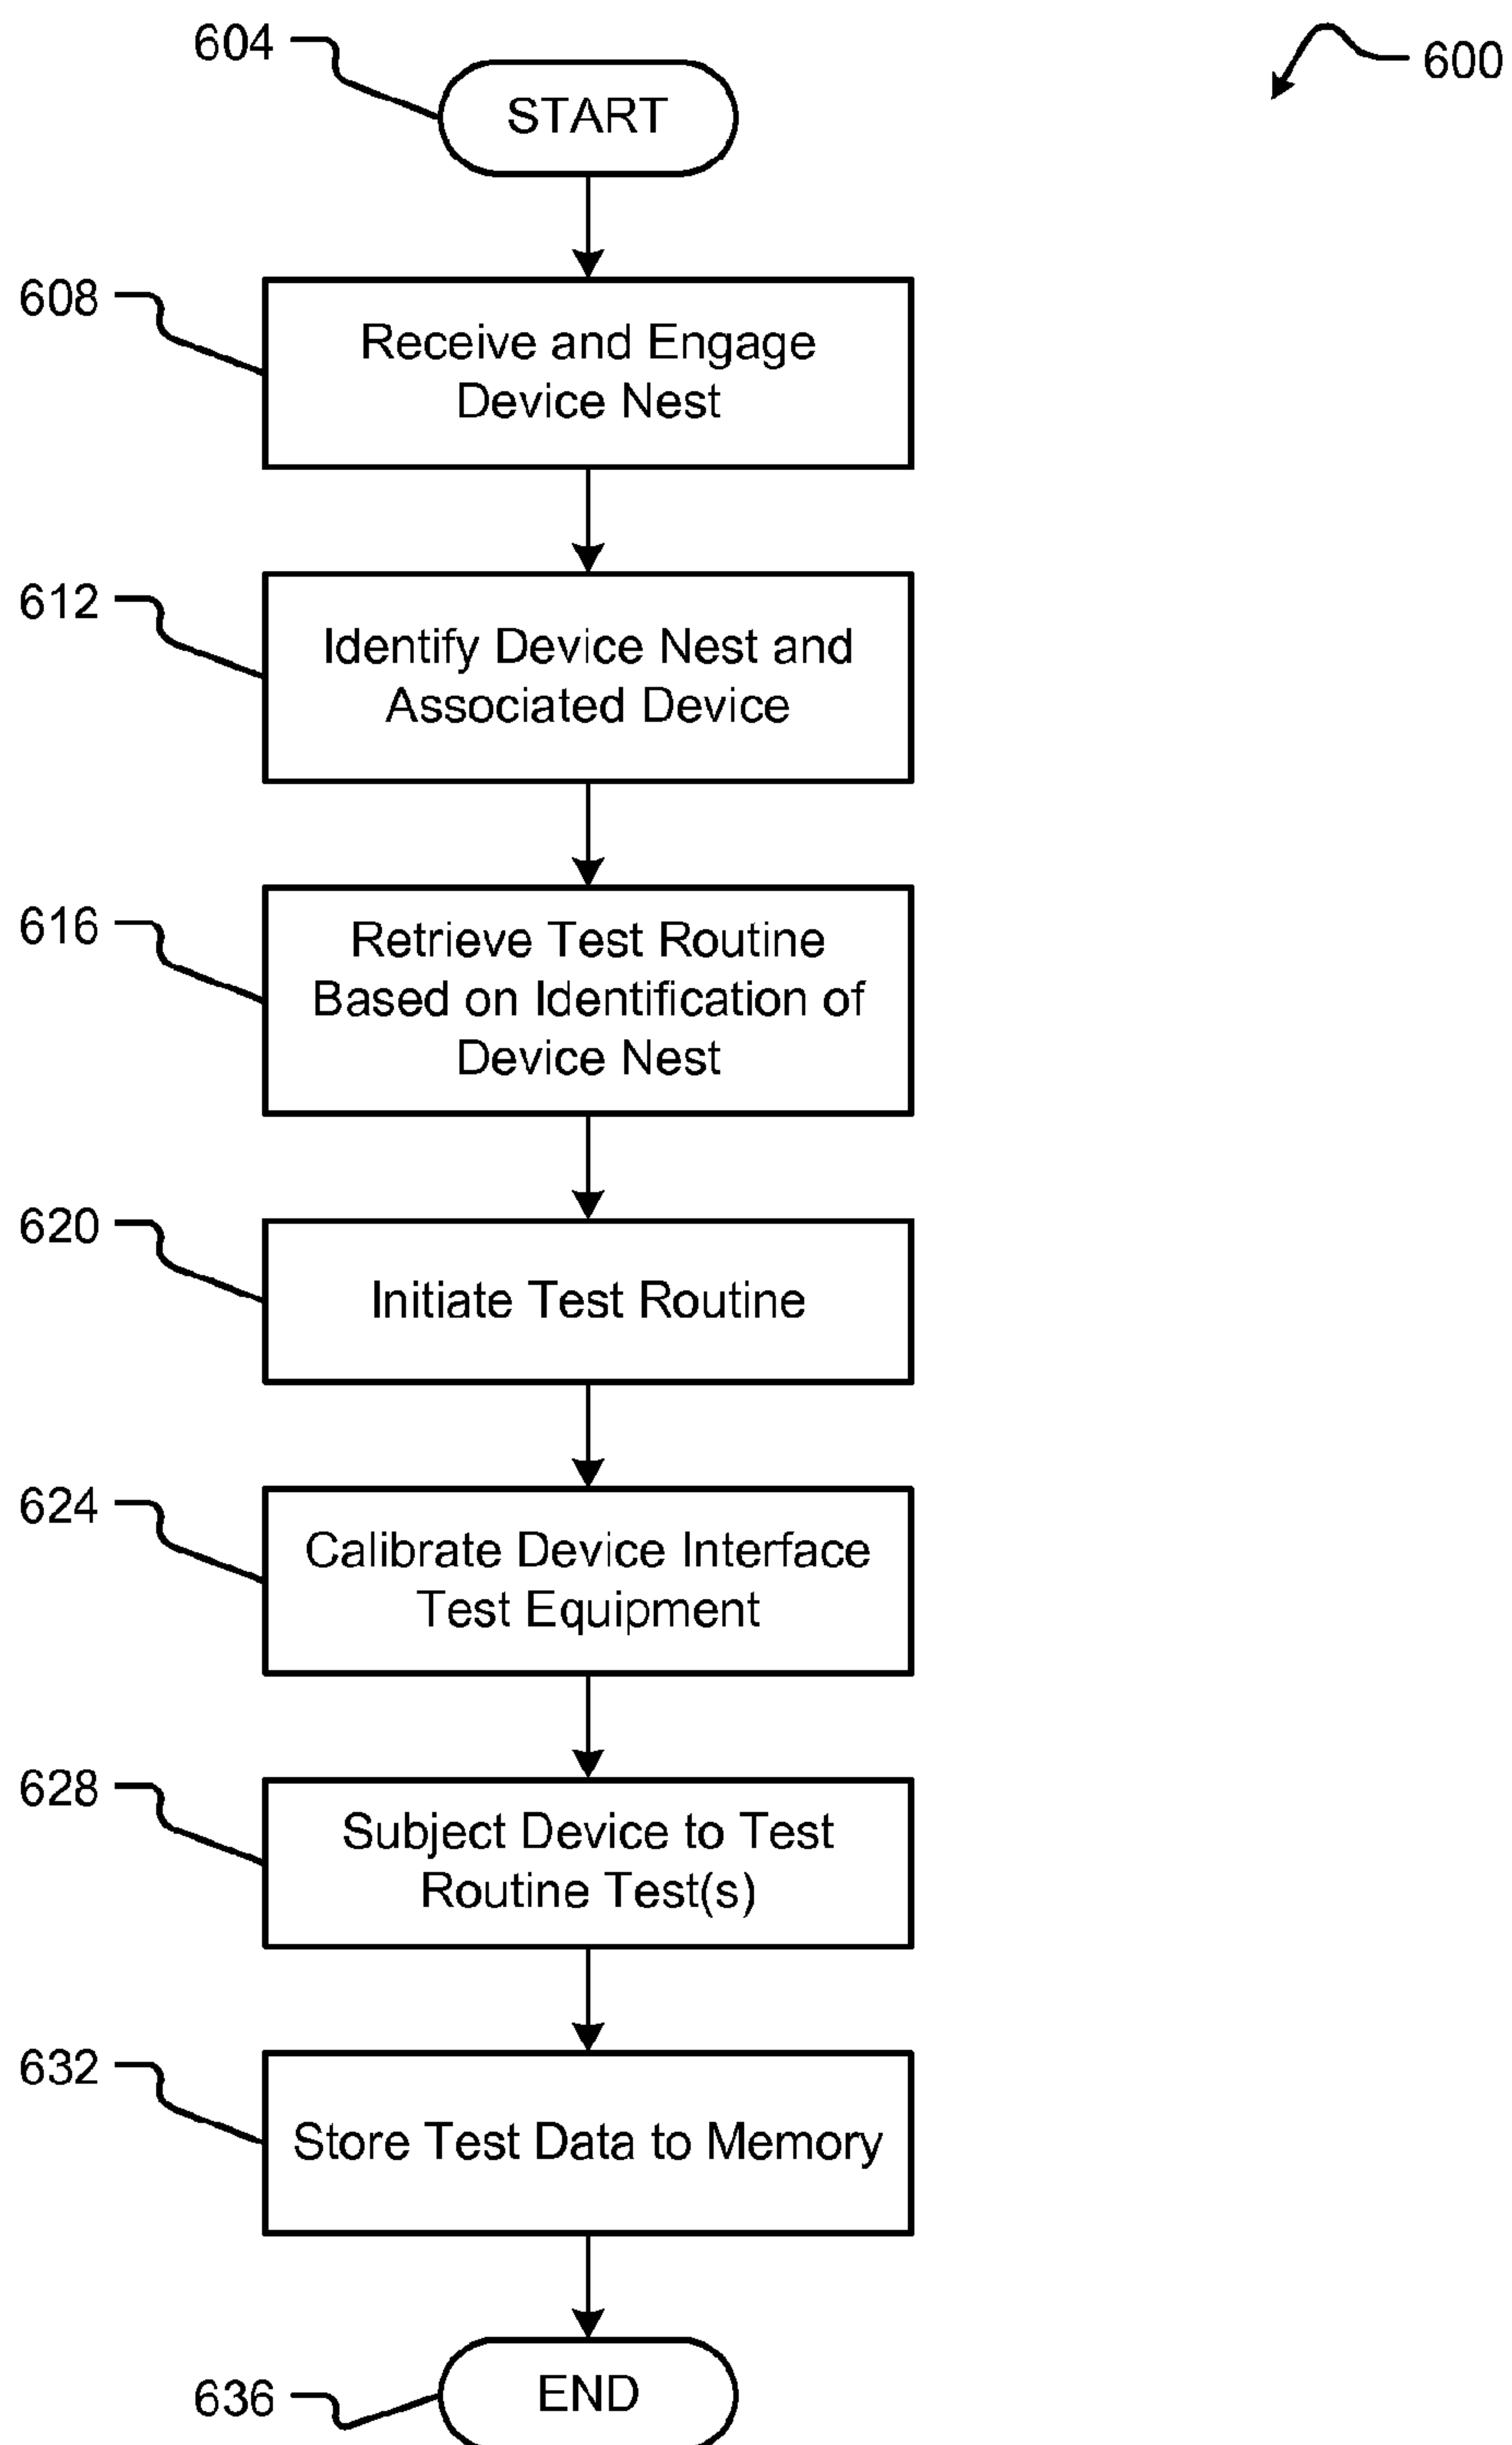 604
START
600
608
Receive and Engage
Device Nest
612
Identify Device Nest and
Associated Device
616
Retrieve Test Routine
Based on Identification of
Device Nest
620
Initiate Test Routine
624
Calibrate Device Interface
Test Equipment
628
Subject Device to Test
Routine Test(s)
632
Store Test Data to Memory
636
END